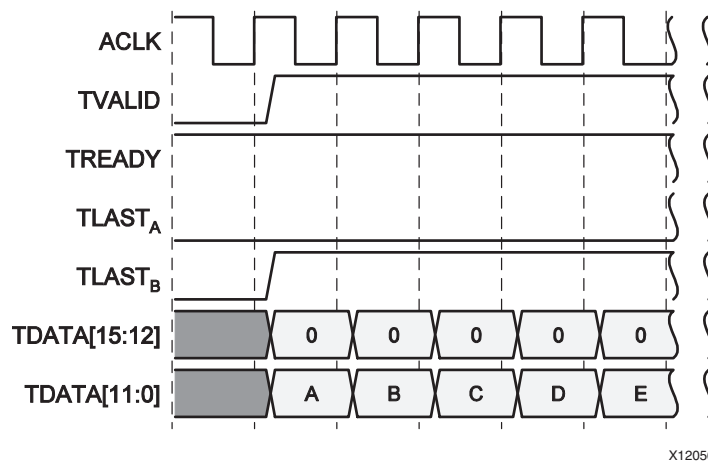 ACLK
TVALID
TREADY
TLASTA
TLASTB
TDATA[15:12] 0 0 0 0 0
TDATA[11:0] A B C D E